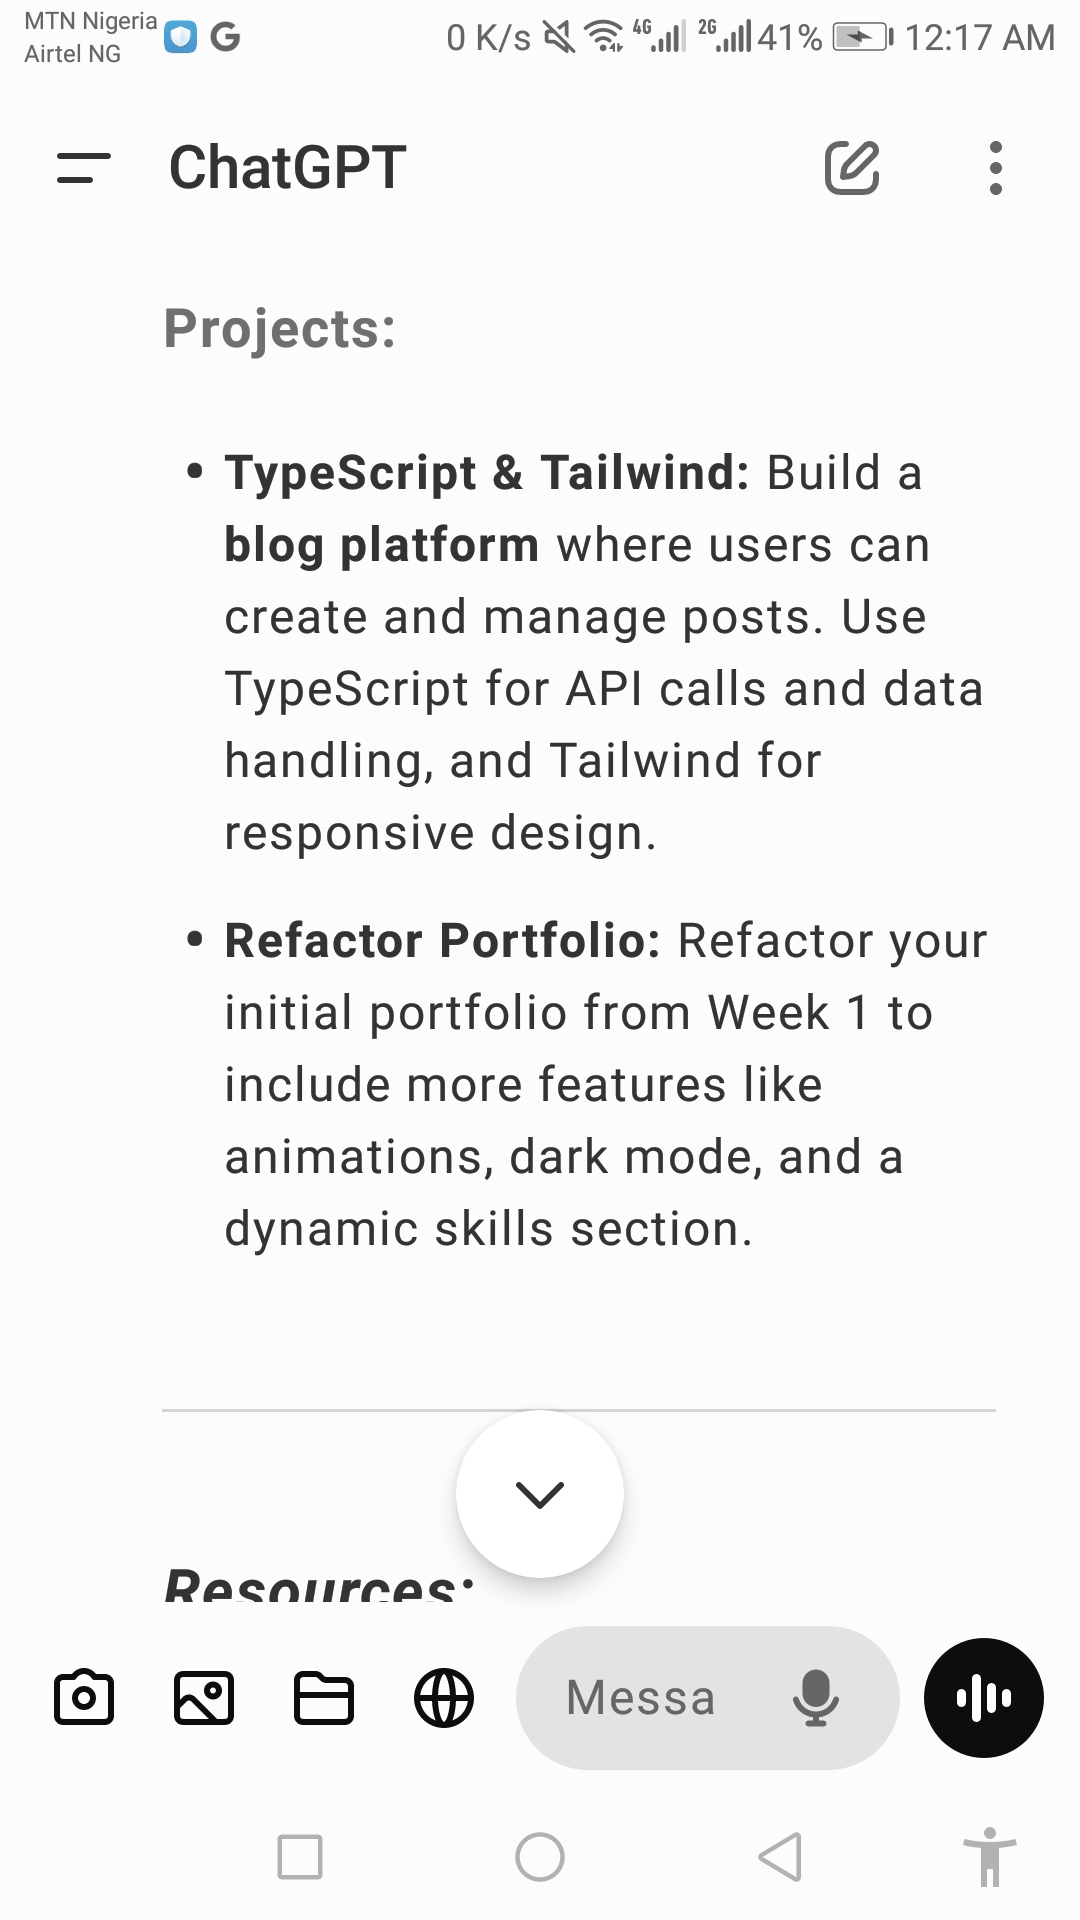 MTN Nigeria
Airtel NG
0 K/s 4G 2G 41% 12:17 AM
ChatGPT
Projects:
• TypeScript & Tailwind: Build a
blog platform where users can
create and manage posts. Use
TypeScript for API calls and data
handling, and Tailwind for
responsive design.
• Refactor Portfolio: Refactor your
initial portfolio from Week 1 to
include more features like
animations, dark mode, and a
dynamic skills section.
Resources:
Messa